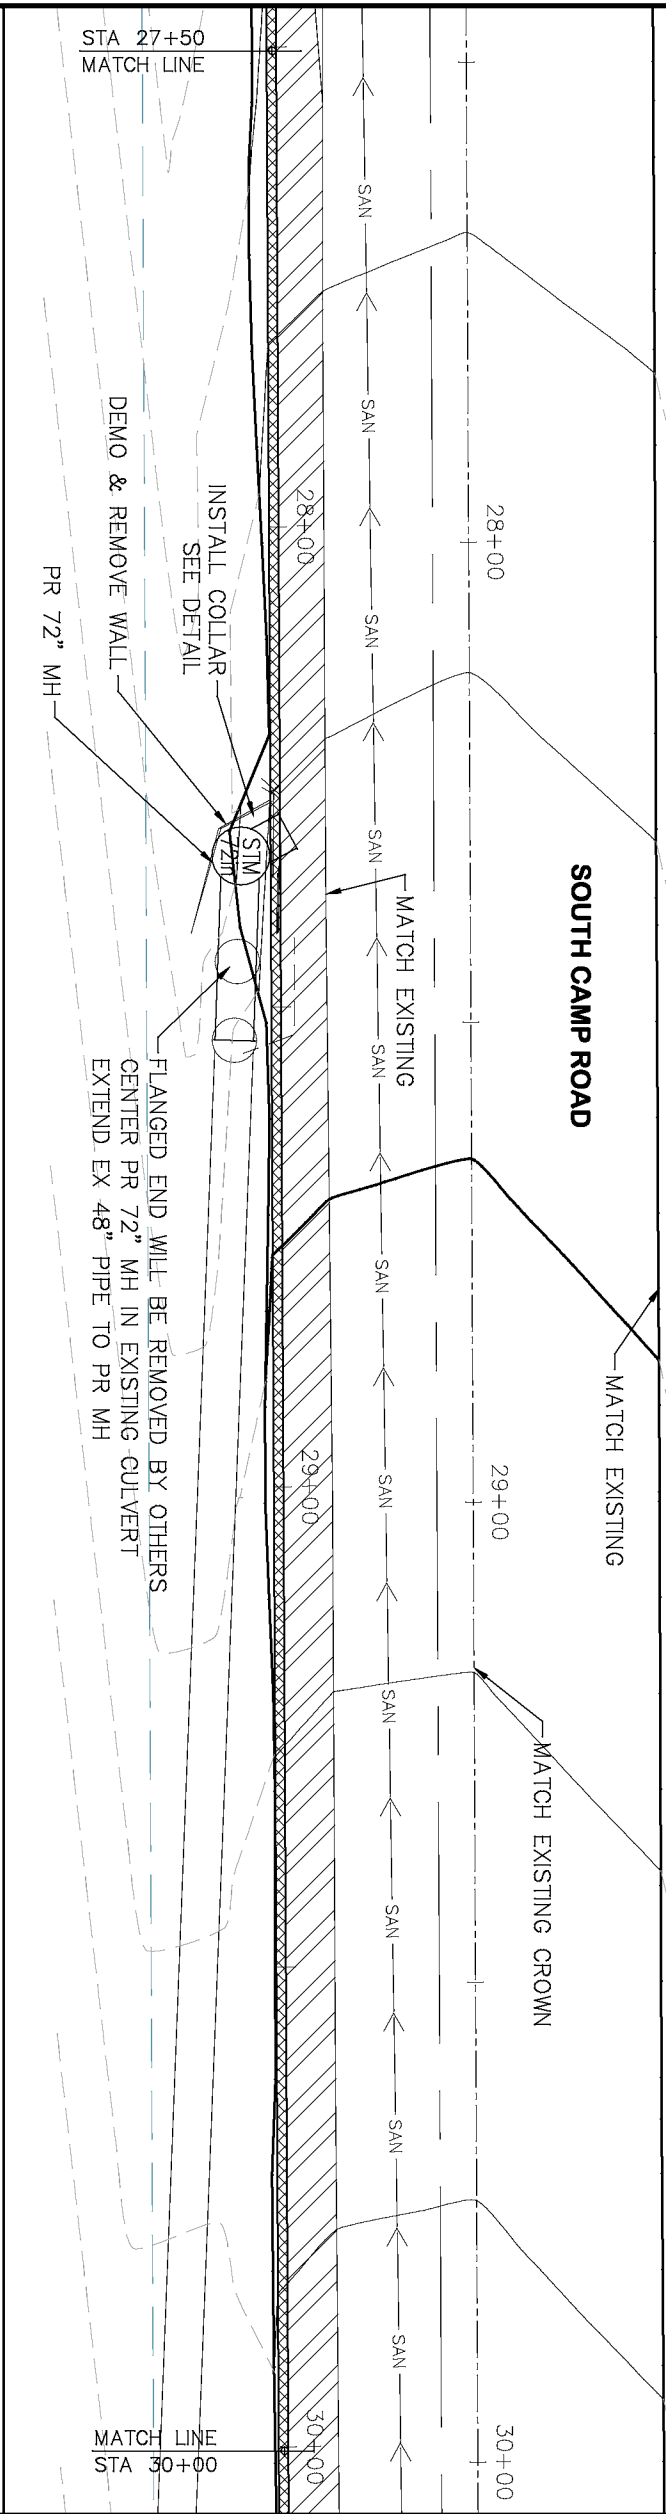 STA 27+50
MATCH LINE
SAN
SAN
28+00
28+00
INSTALL COLLAR
SEE DETAIL
DEMO & REMOVE WALL
PR 72" MH
SAN
STM
72in
SAN
SOUTH CAMP ROAD
MATCH EXISTING
SAN
FLANGED END WILL BE REMOVED BY OTHERS
CENTER PR 72" MH IN EXISTING CULVERT
EXTEND EX 48" PIPE TO PR MH
SAN
MATCH EXISTING
29+00
29+00
SAN
SAN
MATCH EXISTING CROWN
SAN
SAN
SAN
30+00
30+00
MATCH LINE
STA 30+00